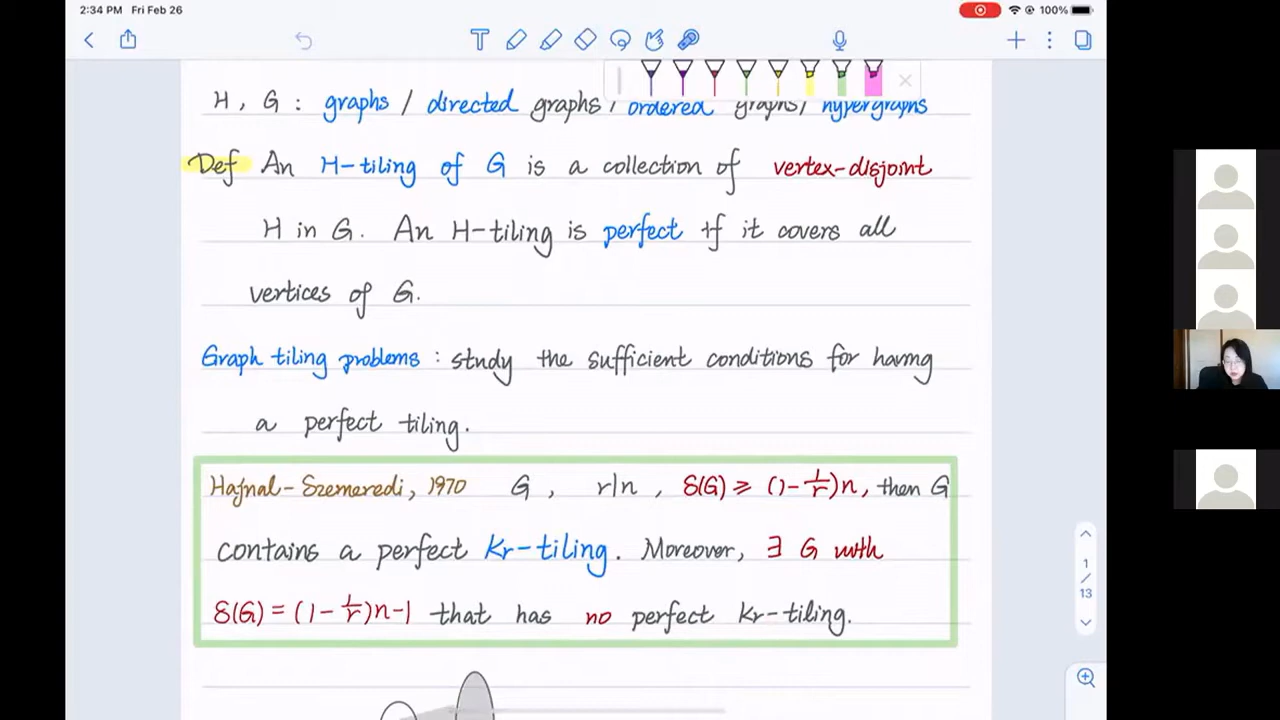 2:34 PM Fri Feb 26
100%
H, G : graphs / directed graphs / ordered graphs / hypergraphs
Def An H-tiling of G is a collection of vertex-disjoint
H in G. An H-tiling is perfect if it covers all
vertices of G.
Graph tiling problems : study the sufficient conditions for having
a perfect tiling.
Hajnal-Szemeredi, 1970 G, r|n, δ(G) ≥ (1-1/r)n, then G
contains a perfect Kr-tiling. Moreover, ∃ G with
δ(G) = (1-1/r)n-1 that has no perfect Kr-tiling.
1
/
13